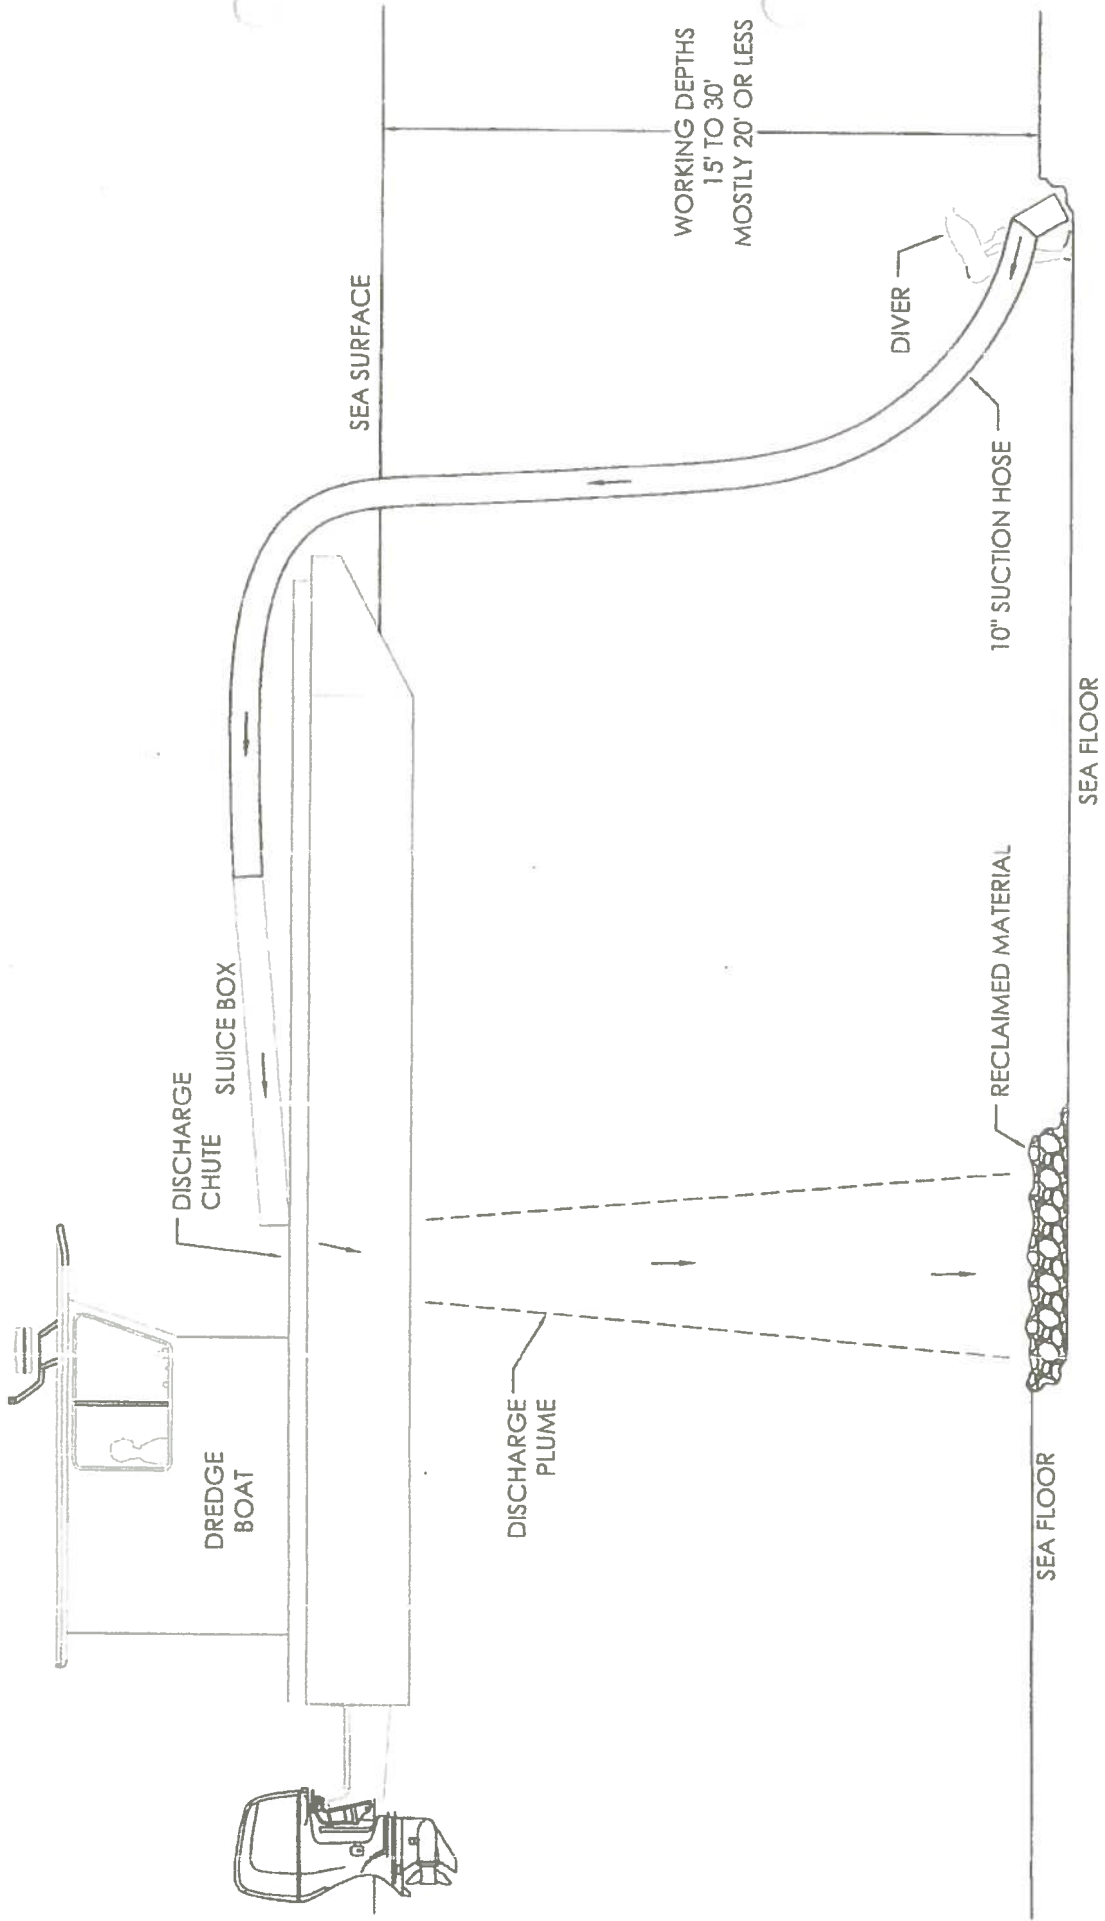 DREDGE
BOAT
DISCHARGE
CHUTE
SLUICE BOX
SEA SURFACE
DISCHARGE
PLUME
WORKING DEPTHS
15' TO 30'
MOSTLY 20' OR LESS
DIVER
10" SUCTION HOSE
RECLAIMED MATERIAL
SEA FLOOR
SEA FLOOR